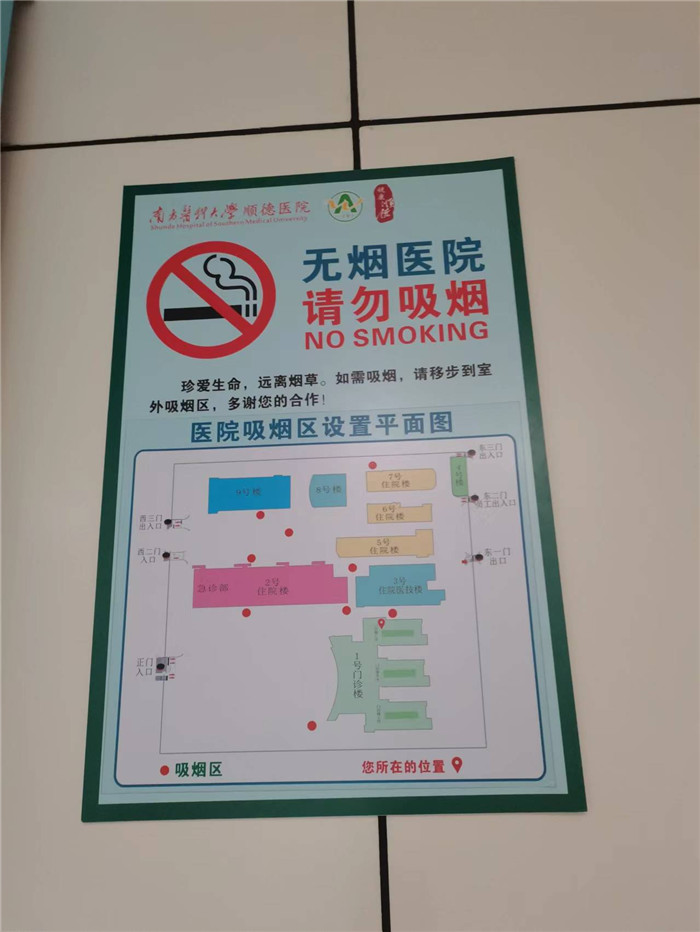 南方医科大学 顺德医院
Shunde Hospital of Southern Medical University
无烟医院
请勿吸烟
NO SMOKING
珍爱生命，远离烟草。如需吸烟，请移步到室
外吸烟区，多谢您的合作！
医院吸烟区设置平面图
东三门
出入口
9号楼
8号楼
7号
住院楼
4号楼
东二门
员工出入口
6号
住院楼
西三门
出入口
5号
住院楼
西二门
入口
东一门
出口
急诊部
2号
住院楼
3号
住院医技楼
1号门诊楼
正门
入口
吸烟区
您所在的位置